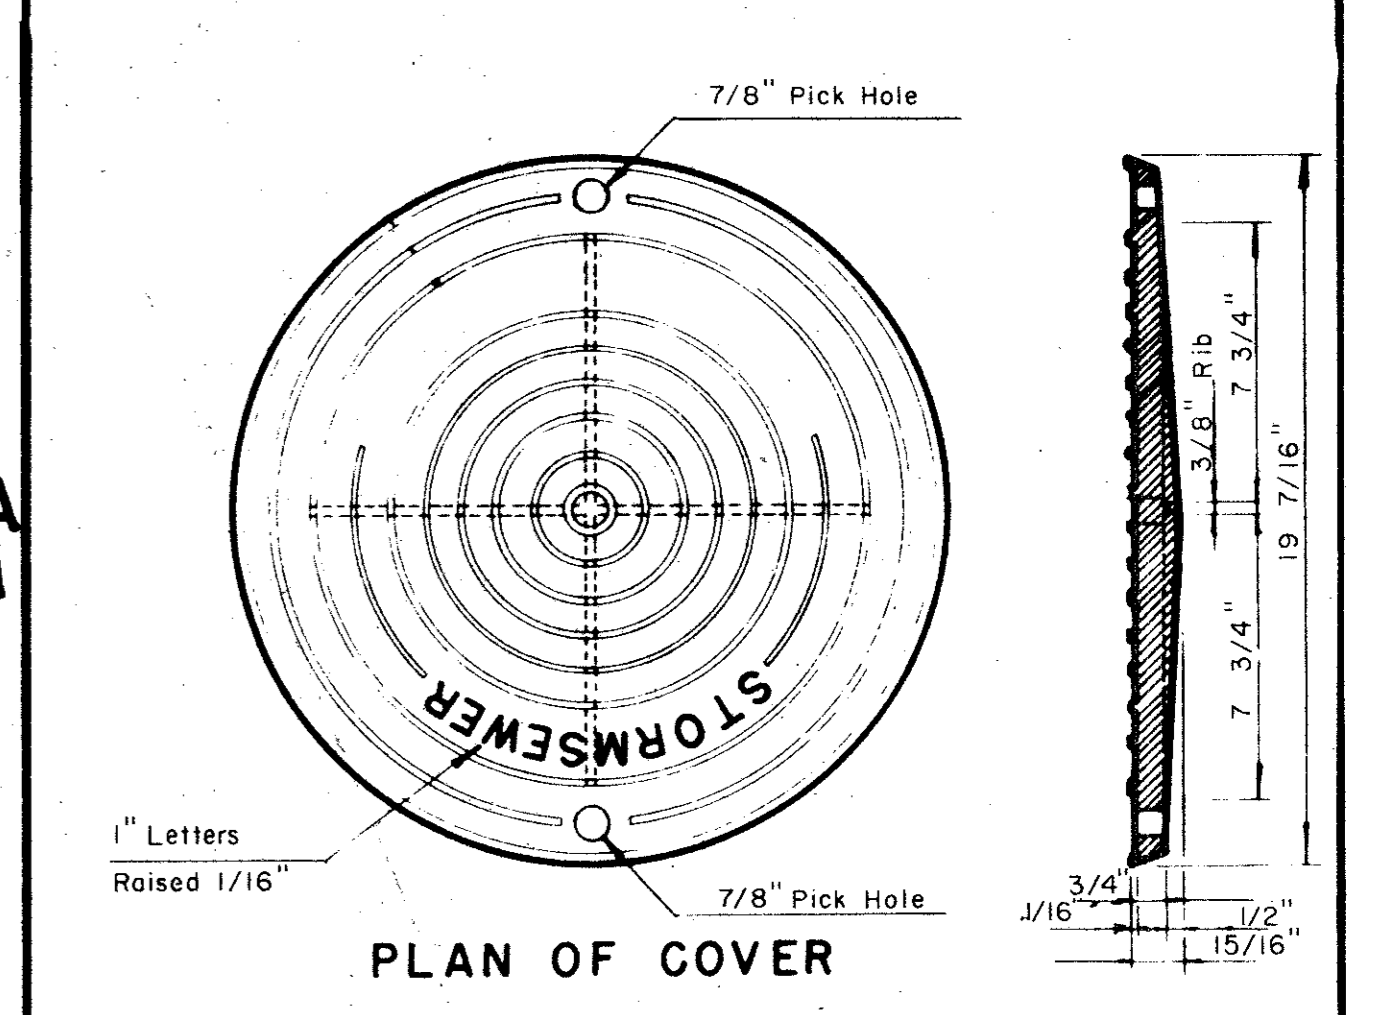 7/8" Pick Hole
STORMSEWER
1" Letters
Raised 1/16"
7/8" Pick Hole
PLAN OF COVER
3/8" Rib
7 3/4"
19 7/16"
7 3/4"
3/4"
1/16"
1/2"
15/16"